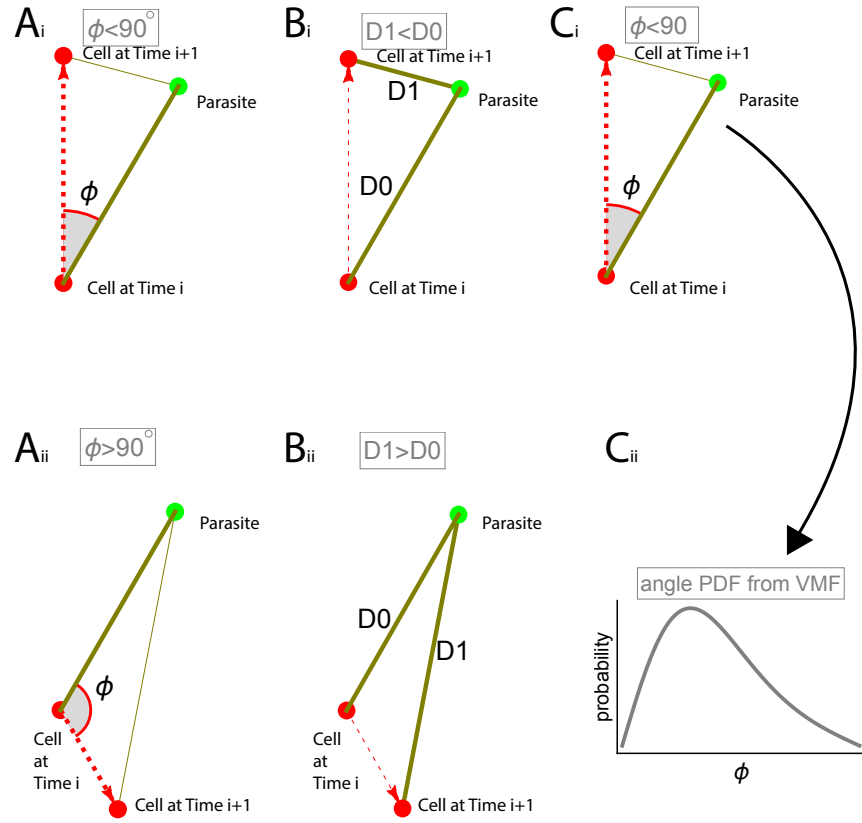 Ai
ϕ<90°
Cell at Time i+1
Parasite
ϕ
Cell at Time i
Bi
D1<D0
Cell at Time i+1
D1
Parasite
D0
Cell at Time i
Ci
ϕ<90
Cell at Time i+1
Parasite
ϕ
Cell at Time i
Aii
ϕ>90°
Parasite
ϕ
Cell
at
Time i
Cell at Time i+1
Bii
D1>D0
Parasite
D0
D1
Cell
at
Time i
Cell at Time i+1
Cii
angle PDF from VMF
probability
ϕ